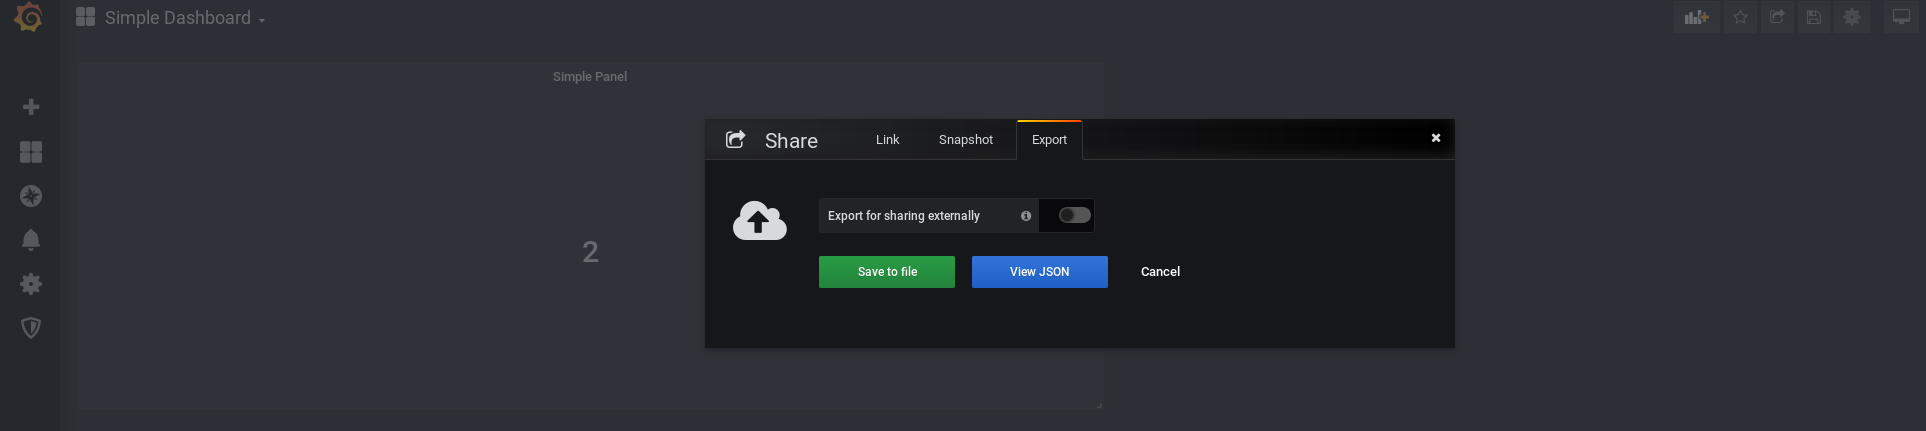 Simple Dashboard
Simple Panel
Share
Link
Snapshot
Export
Export for sharing externally
2
Save to file
View JSON
Cancel